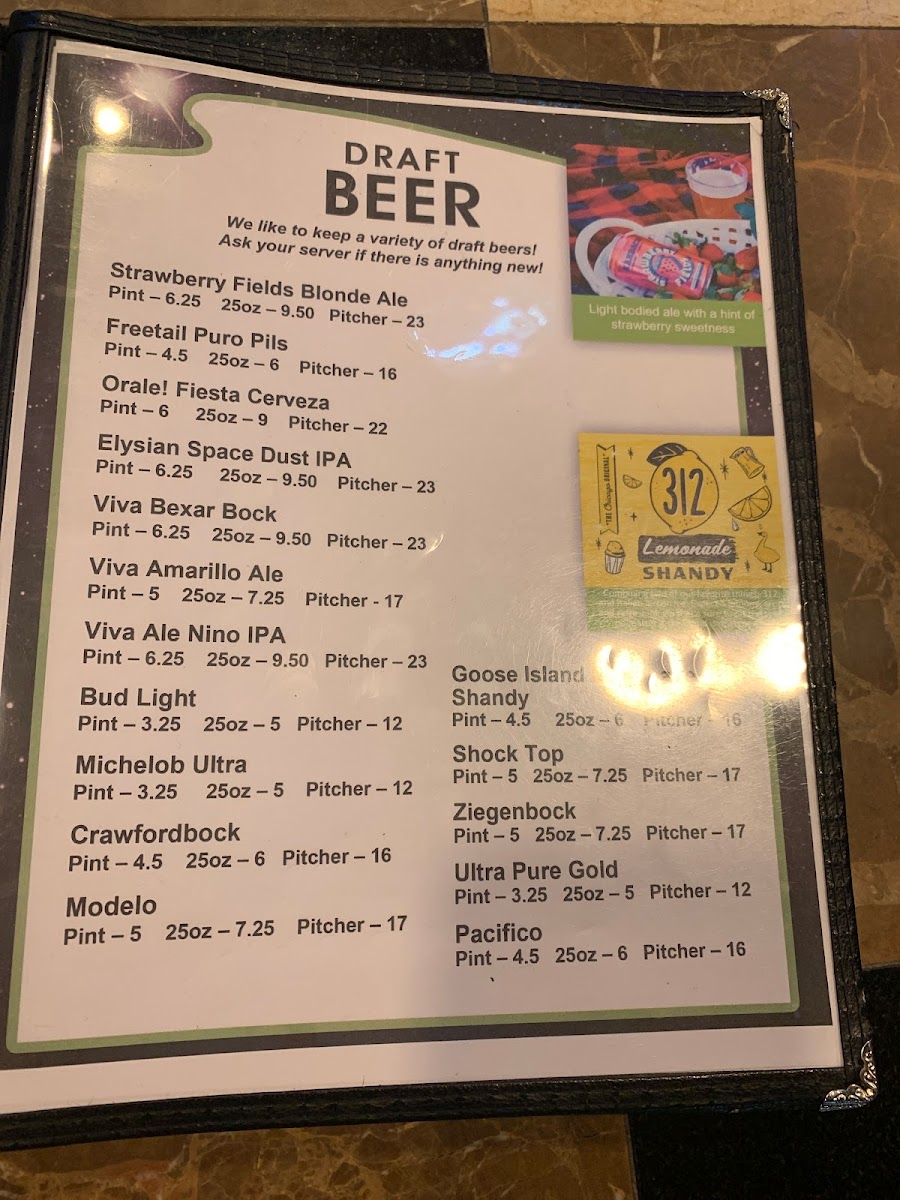 DRAFT
BEER
We like to keep a variety of draft beers!
Ask your server if there is anything new!
Strawberry Fields Blonde Ale
Pint – 6.25 25oz – 9.50 Pitcher – 23
Freetail Puro Pils
Pint – 4.5 25oz – 6 Pitcher – 16
Orale! Fiesta Cerveza
Pint – 6 25oz – 9 Pitcher – 22
Elysian Space Dust IPA
Pint – 6.25 25oz – 9.50 Pitcher – 23
Viva Bexar Bock
Pint – 6.25 25oz – 9.50 Pitcher – 23
Viva Amarillo Ale
Pint – 5 25oz – 7.25 Pitcher - 17
Viva Ale Nino IPA
Pint – 6.25 25oz – 9.50 Pitcher – 23
Bud Light
Pint – 3.25 25oz – 5 Pitcher – 12
Michelob Ultra
Pint – 3.25 25oz – 5 Pitcher – 12
Crawfordbock
Pint – 4.5 25oz – 6 Pitcher – 16
Modelo
Pint – 5 25oz – 7.25 Pitcher – 17
Light bodied ale with a hint of
strawberry sweetness
"THE Chicago ORIGINAL"
312
Lemonade
SHANDY
Goose Island
Shandy
Pint – 4.5 25oz – 6 Pitcher – 16
Shock Top
Pint – 5 25oz – 7.25 Pitcher – 17
Ziegenbock
Pint – 5 25oz – 7.25 Pitcher – 17
Ultra Pure Gold
Pint – 3.25 25oz – 5 Pitcher – 12
Pacifico
Pint – 4.5 25oz – 6 Pitcher – 16